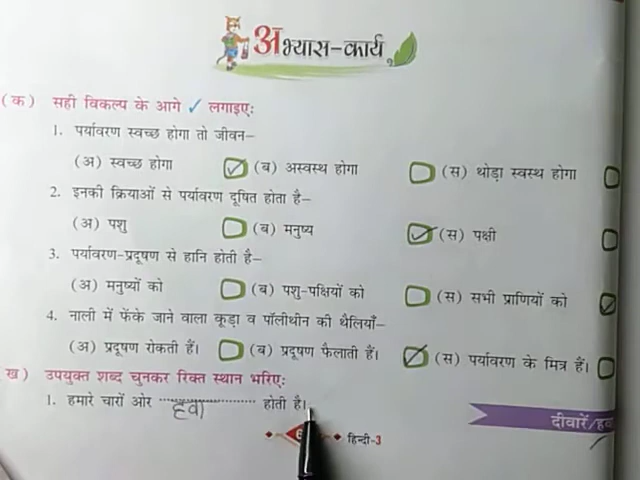 अभ्यास-कार्य
(क) सही विकल्प के आगे ✓ लगाइए:
1. पर्यावरण स्वच्छ होगा तो जीवन–
(अ) स्वच्छ होगा (ब) अस्वस्थ होगा (स) थोड़ा स्वस्थ होगा
2. इनकी क्रियाओं से पर्यावरण दूषित होता है–
(अ) पशु (ब) मनुष्य (स) पक्षी
3. पर्यावरण-प्रदूषण से हानि होती है–
(अ) मनुष्यों को (ब) पशु-पक्षियों को (स) सभी प्राणियों को
4. नाली में फेंके जाने वाला कूड़ा व पॉलीथीन की थैलियाँ–
(अ) प्रदूषण रोकती हैं। (ब) प्रदूषण फैलाती हैं। (स) पर्यावरण के मित्र हैं।
ख) उपयुक्त शब्द चुनकर रिक्त स्थान भरिए:
1. हमारे चारों ओर हवा होती है।
दीवारें/हवा
हिन्दी-3